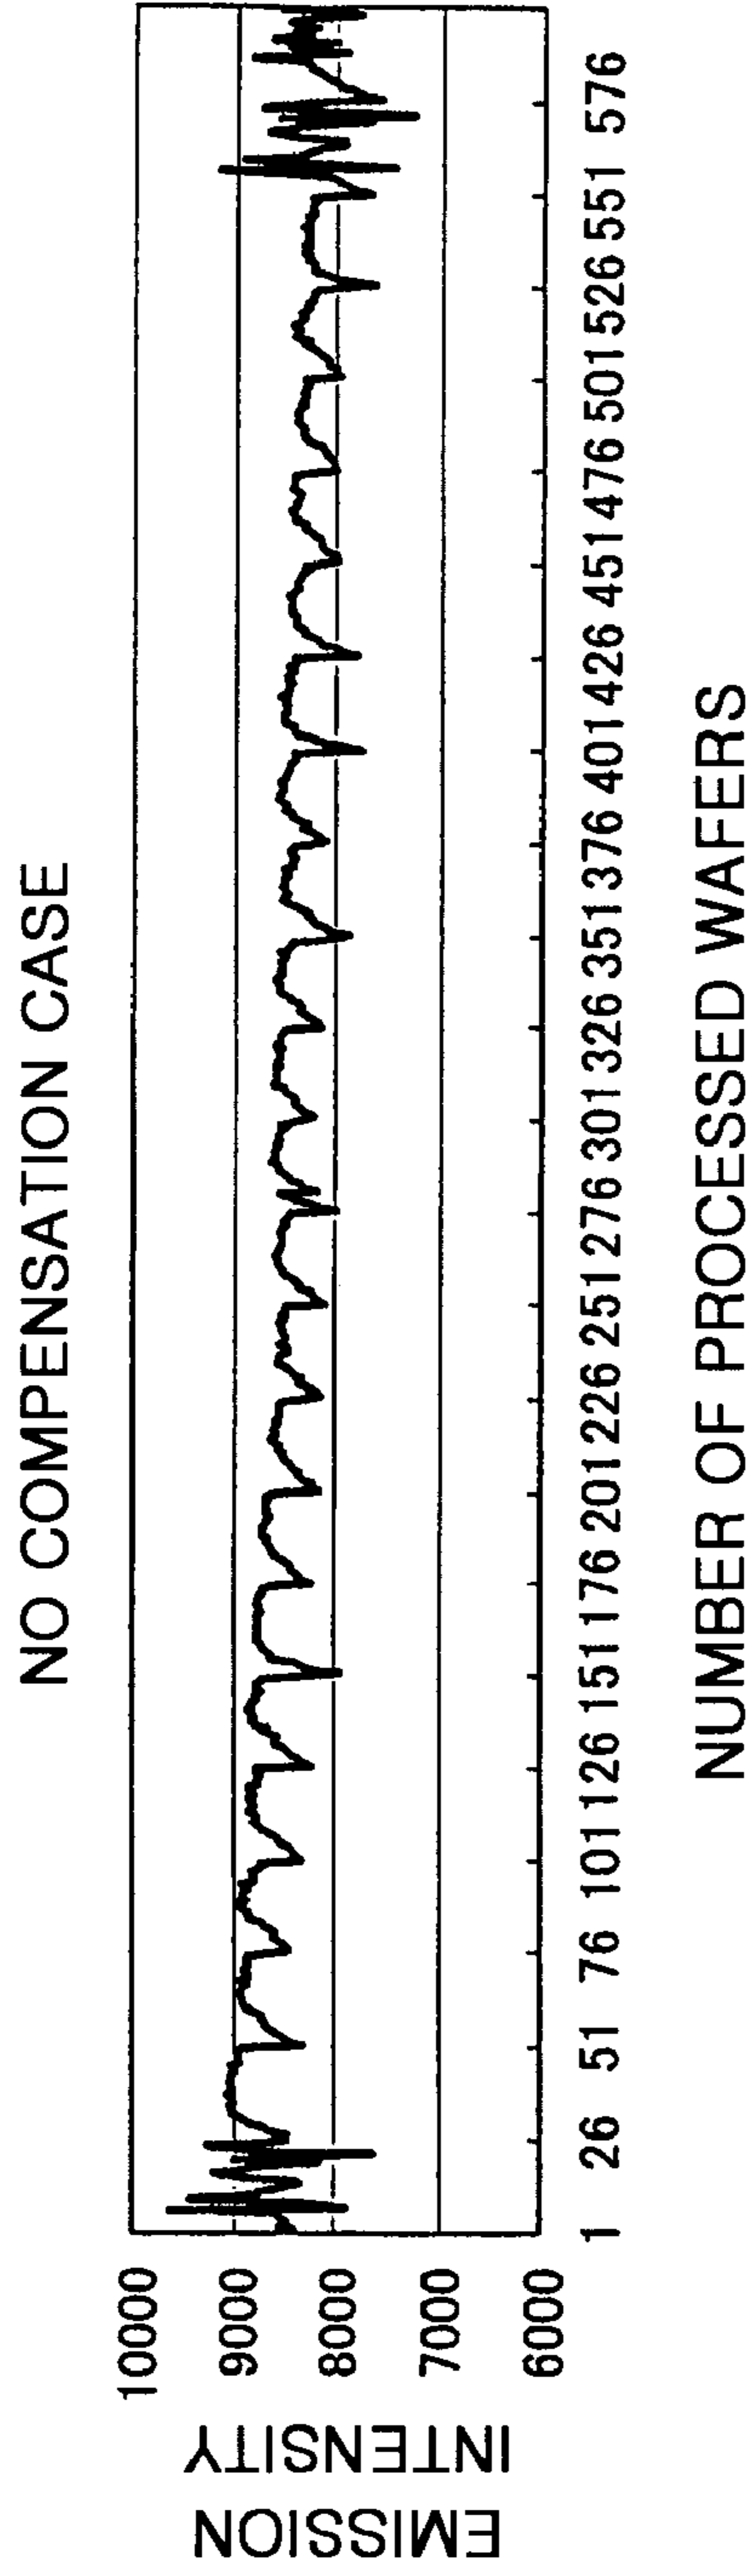 NO COMPENSATION CASE
EMISSION
INTENSITY
10000
9000
8000
7000
6000
1 26 51 76 101 126 151 176 201 226 251 276 301 326 351 376 401 426 451 476 501 526 551 576
NUMBER OF PROCESSED WAFERS